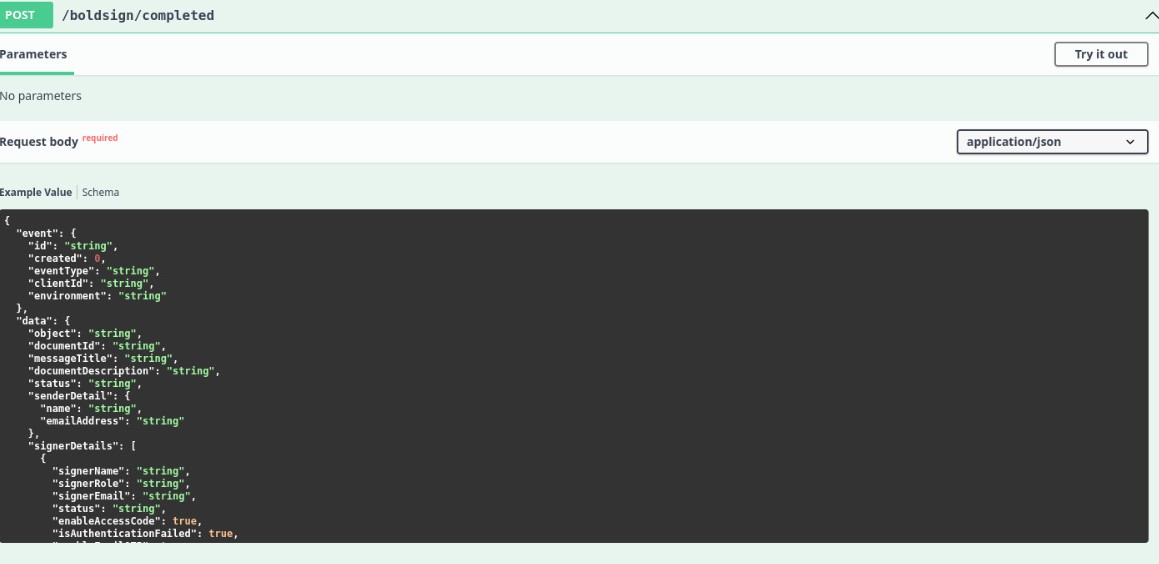 POST /boldsign/completed
Parameters
Try it out
No parameters
Request body required
application/json
Example Value Schema
{
  "event": {
    "id": "string",
    "created": 0,
    "eventType": "string",
    "clientId": "string",
    "environment": "string"
  },
  "data": {
    "object": "string",
    "documentId": "string",
    "messageTitle": "string",
    "documentDescription": "string",
    "status": "string",
    "senderDetail": {
      "name": "string",
      "emailAddress": "string"
    },
    "signerDetails": [
      {
        "signerName": "string",
        "signerRole": "string",
        "signerEmail": "string",
        "status": "string",
        "enableAccessCode": true,
        "isAuthenticationFailed": true,